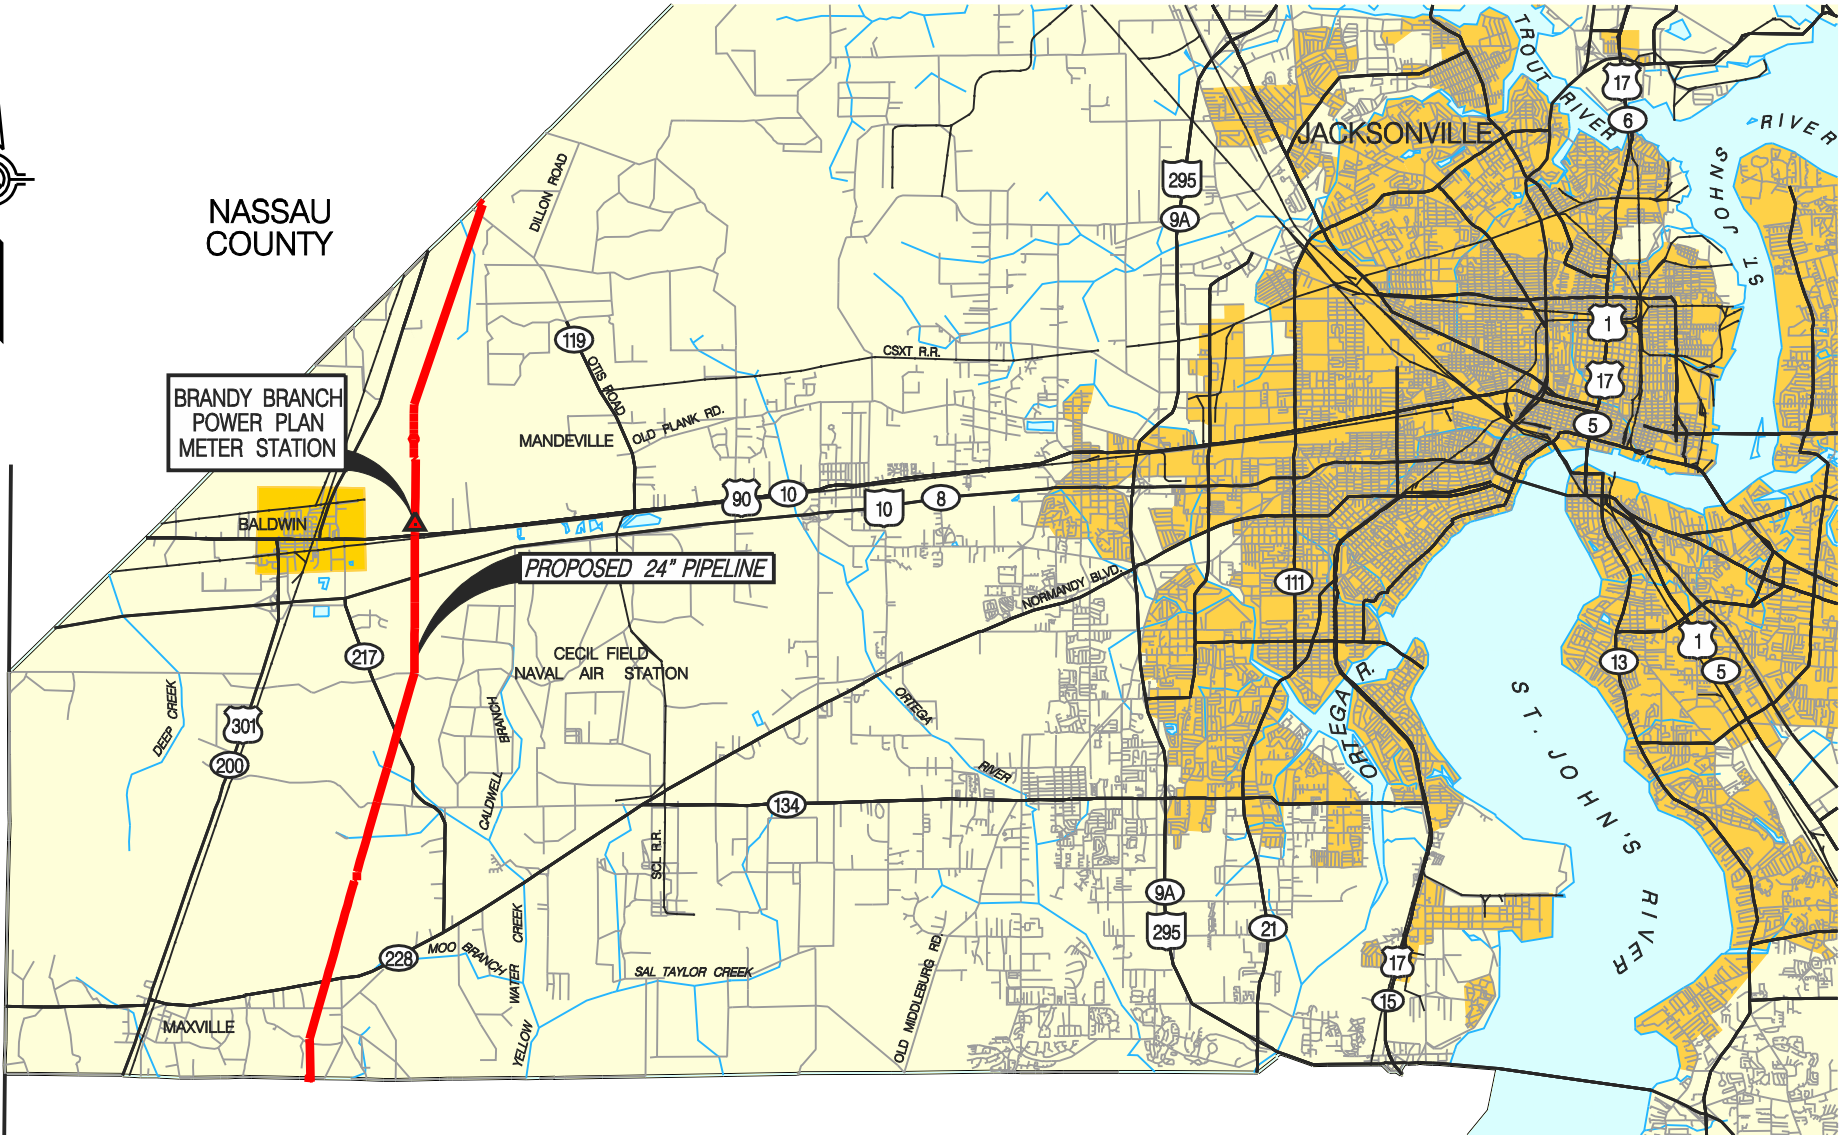 TROUT
RIVER
17
6
RIVER
JACKSONVILLE
ST. JOHNS
295
9A
DILLON ROAD
NASSAU
COUNTY
119
OTIS ROAD
CSXT R.R.
1
17
5
BRANDY BRANCH
POWER PLAN
METER STATION
MANDEVILLE
OLD PLANK RD.
90
10
10
8
BALDWIN
PROPOSED 24" PIPELINE
NORMANDY BLVD.
111
217
CECIL FIELD
NAVAL AIR STATION
1
13
5
DEEP CREEK
301
200
CALDWELL BRANCH
ORTEGA
RIVER
ORTEGA R.
ST. JOHN'S RIVER
134
SCL R.R.
9A
295
21
17
15
228
MOO BRANCH
YELLOW WATER CREEK
SAL TAYLOR CREEK
OLD MIDDLEBURG RD.
MAXVILLE